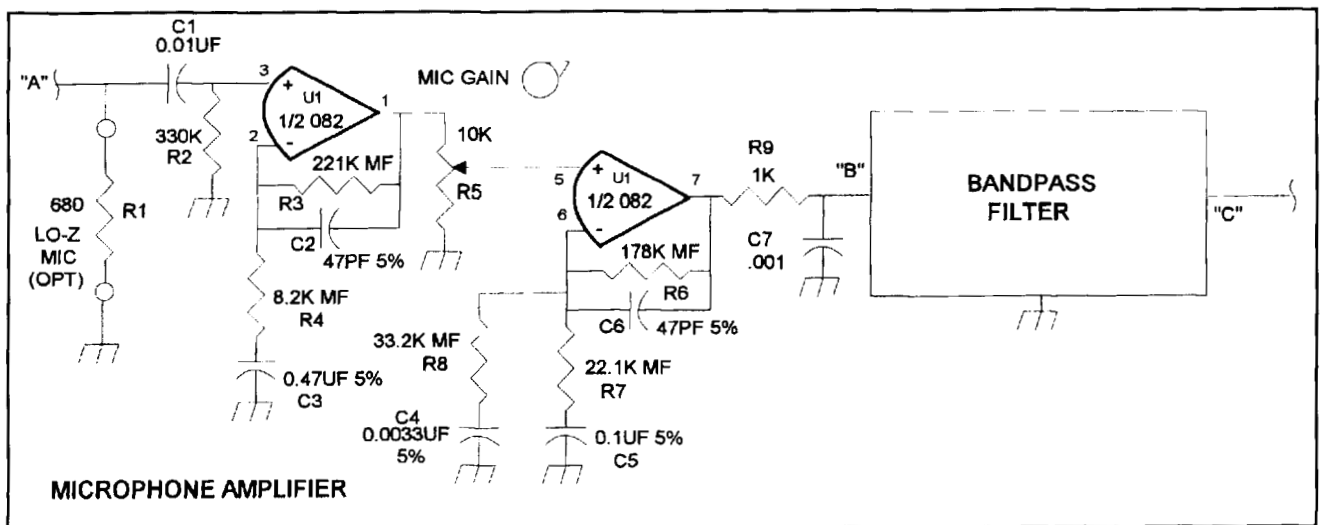 C1
0.01UF
"A"
3
+
U1
1/2 082
1
2
-
MIC GAIN
330K
R2
221K MF
R3
C2
47PF 5%
10K
R5
680
R1
LO-Z
MIC
(OPT)
8.2K MF
R4
0.47UF 5%
C3
5
+
U1
1/2 082
7
6
-
R9
1K
"B"
C7
.001
178K MF
R6
C6
47PF 5%
33.2K MF
R8
22.1K MF
R7
C4
0.0033UF
5%
0.1UF 5%
C5
BANDPASS
FILTER
"C"
MICROPHONE AMPLIFIER